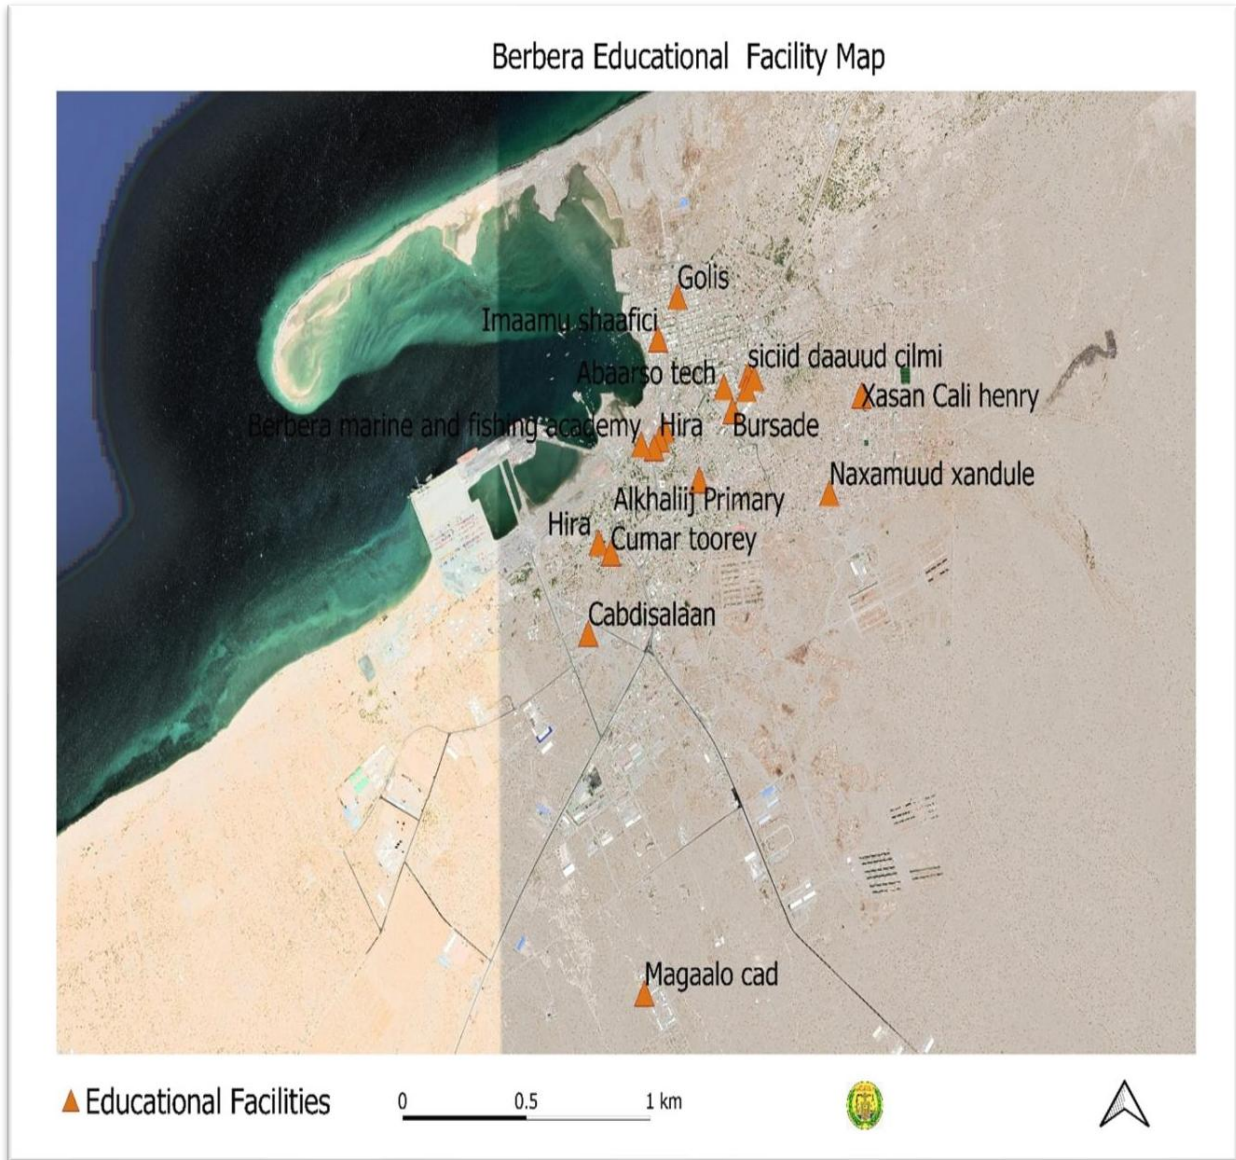 Berbera Educational  Facility Map
Golis
Imaamu shaafici
siciid daauud cilmi
Abaarso tech
Xasan Cali henry
Berbera marine and fishing academy
Hira
Bursade
Naxamuud xandule
Alkhaliij Primary
Hira
Cumar toorey
Cabdisalaan
Magaalo cad
Educational Facilities
0 0.5 1 km